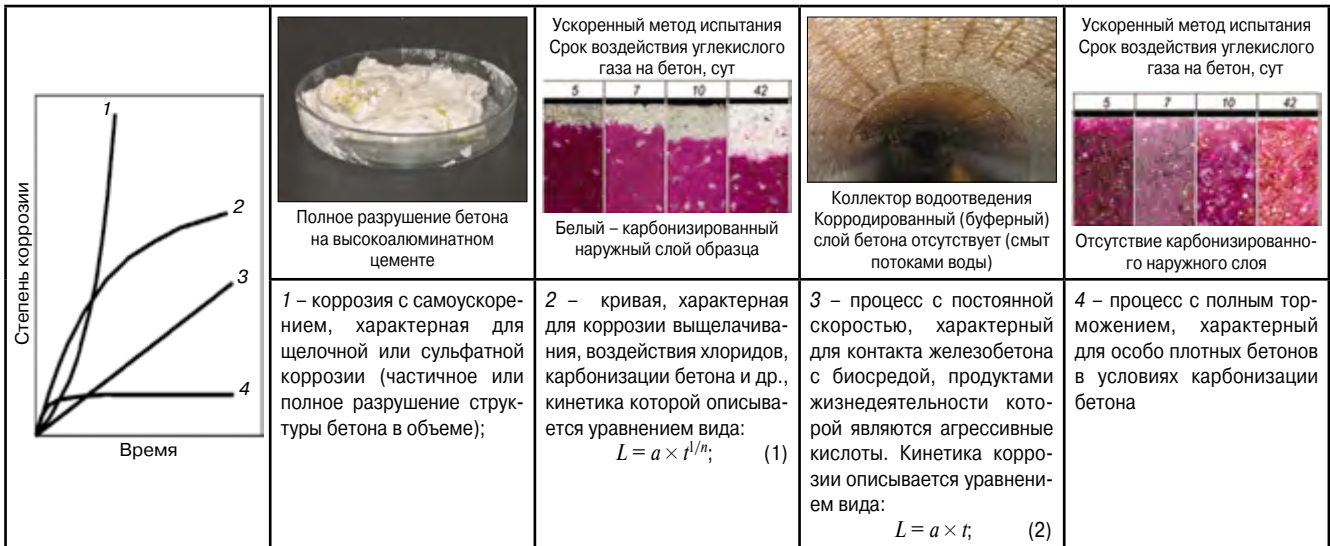 Степень коррозии
1
2
3
4
Время
Полное разрушение бетона
на высокоалюминатном
цементе
Ускоренный метод испытания
Срок воздействия углекислого
газа на бетон, сут
5 7 10 42
Белый – карбонизированный
наружный слой образца
Коллектор водоотведения
Корродированный (буферный)
слой бетона отсутствует (смыт
потоками воды)
Ускоренный метод испытания
Срок воздействия углекислого
газа на бетон, сут
5 7 10 42
Отсутствие карбонизированно-
го наружного слоя
1 – коррозия с самоускоре-
нием, характерная для
щелочной или сульфатной
коррозии (частичное или
полное разрушение струк-
туры бетона в объеме);
2 – кривая, характерная
для коррозии выщелачива-
ния, воздействия хлоридов,
карбонизации бетона и др.,
кинетика которой описыва-
ется уравнением вида:
L = a × t^{1/n}; (1)
3 – процесс с постоянной
скоростью, характерный
для контакта железобетона
с биосредой, продуктами
жизнедеятельности кото-
рой являются агрессивные
кислоты. Кинетика корро-
зии описывается уравнени-
ем вида:
L = a × t; (2)
4 – процесс с полным тор-
можением, характерный
для особо плотных бетонов
в условиях карбонизации
бетона